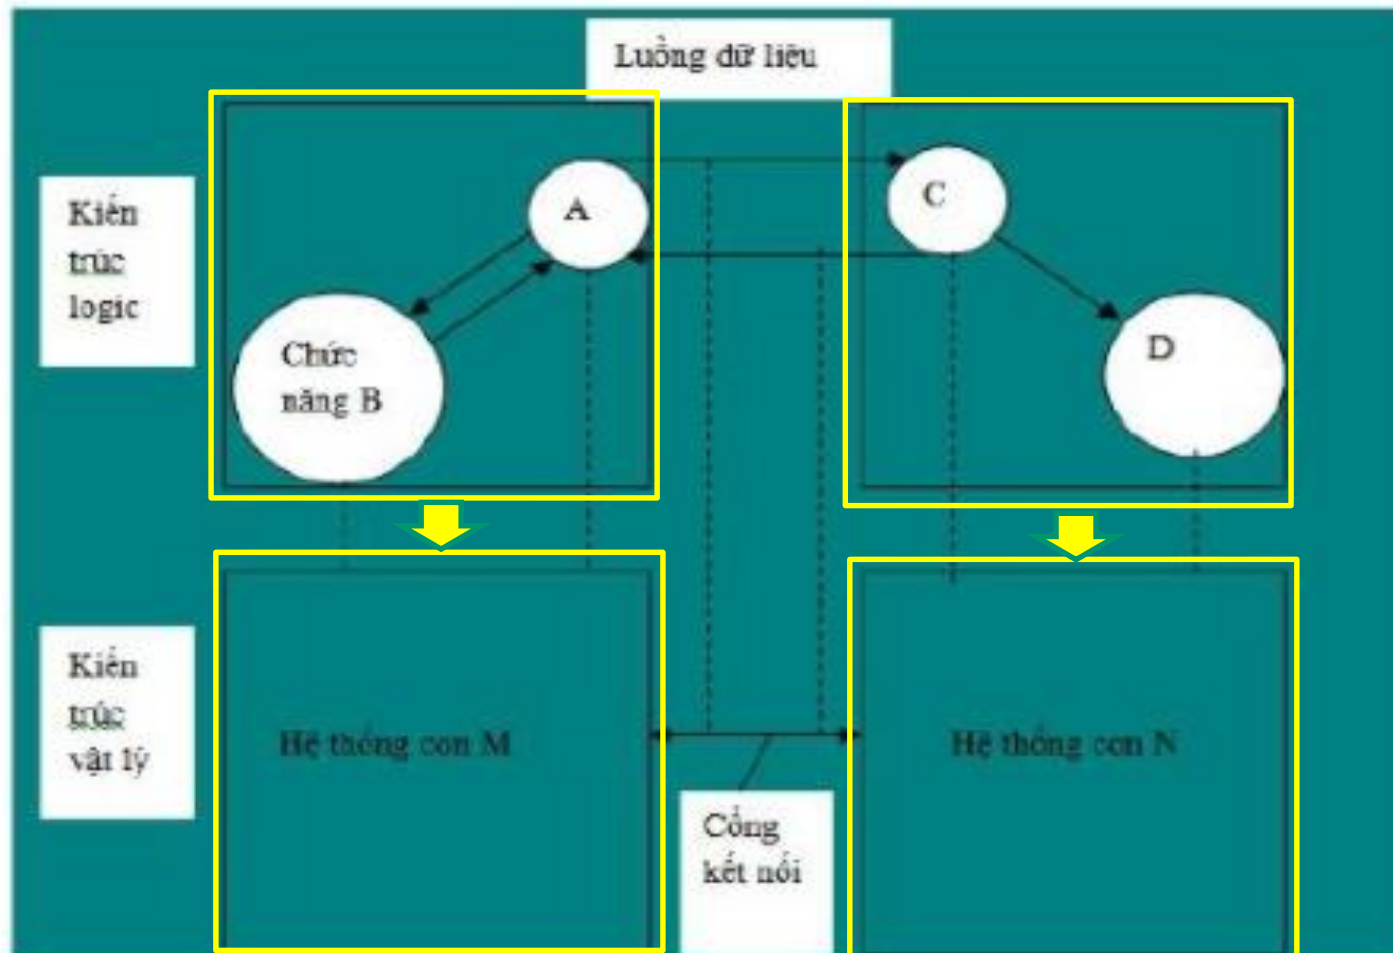 Luồng dữ liệu
Kiến
trúc
logic
A
C
Chức
năng B
D
Kiến
trúc
vật lý
Hệ thống con M
Hệ thống con N
Cổng
kết nối